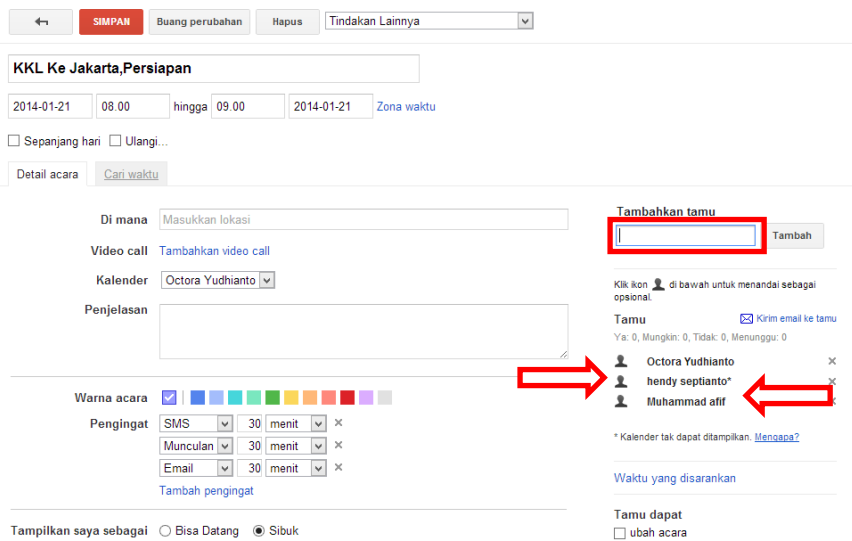 SIMPAN Buang perubahan Hapus Tindakan Lainnya
KKL Ke Jakarta,Persiapan
2014-01-21 08.00 hingga 09.00 2014-01-21 Zona waktu
Sepanjang hari Ulangi...
Detail acara Cari waktu
Di mana Masukkan lokasi
Video call Tambahkan video call
Kalender Octora Yudhianto
Penjelasan
Warna acara
Pengingat SMS 30 menit ×
Munculan 30 menit ×
Email 30 menit ×
Tambah pengingat
Tampilkan saya sebagai Bisa Datang Sibuk
Tambahkan tamu
Tambah
Klik ikon di bawah untuk menandai sebagai
opsional.
Tamu Kirim email ke tamu
Ya: 0, Mungkin: 0, Tidak: 0, Menunggu: 0
Octora Yudhianto ×
hendy septianto* ×
Muhammad afif ×
* Kalender tak dapat ditampilkan. Mengapa?
Waktu yang disarankan
Tamu dapat
ubah acara